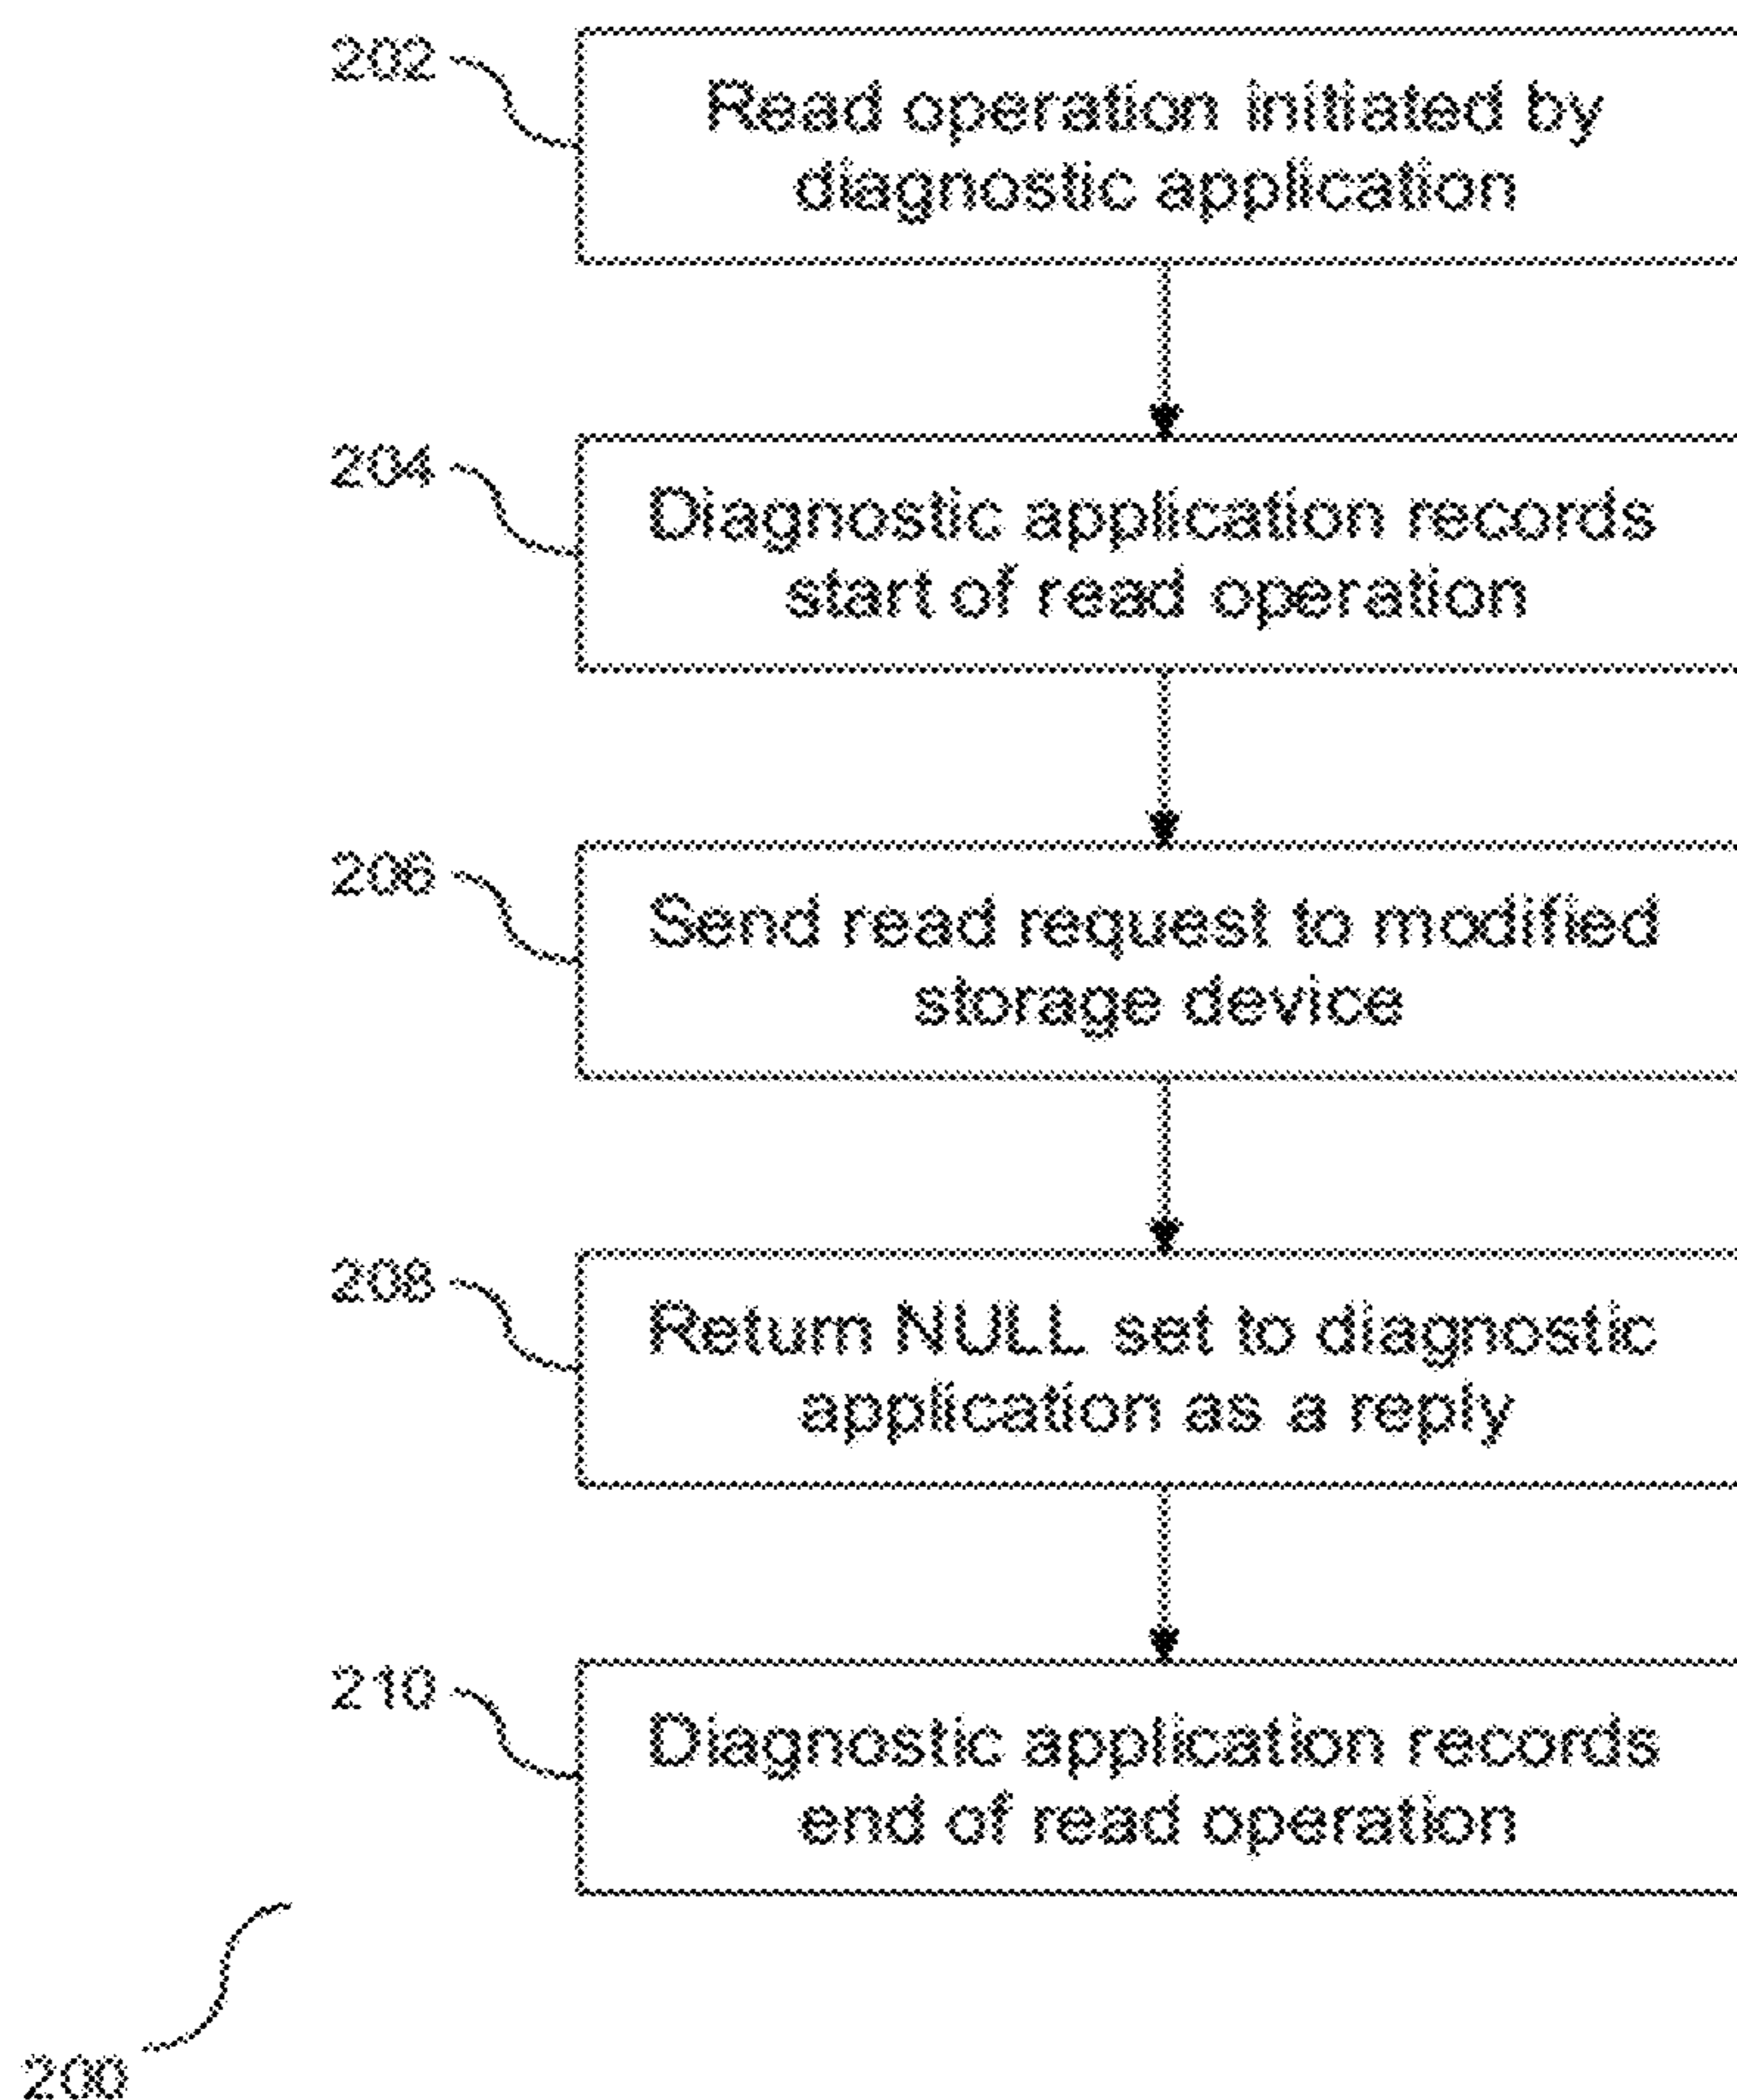 202
Read operation initiated by
diagnostic application
204
Diagnostic application records
start of read operation
206
Send read request to modified
storage device
208
Return NULL set to diagnostic
application as a reply
210
Diagnostic application records
end of read operation
200